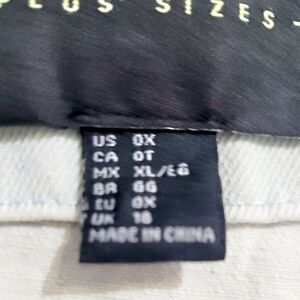 PLUS SIZES
US 0X
CA 0T
MX XL/EG
BR GG
EU 0X
UK 18
MADE IN CHINA